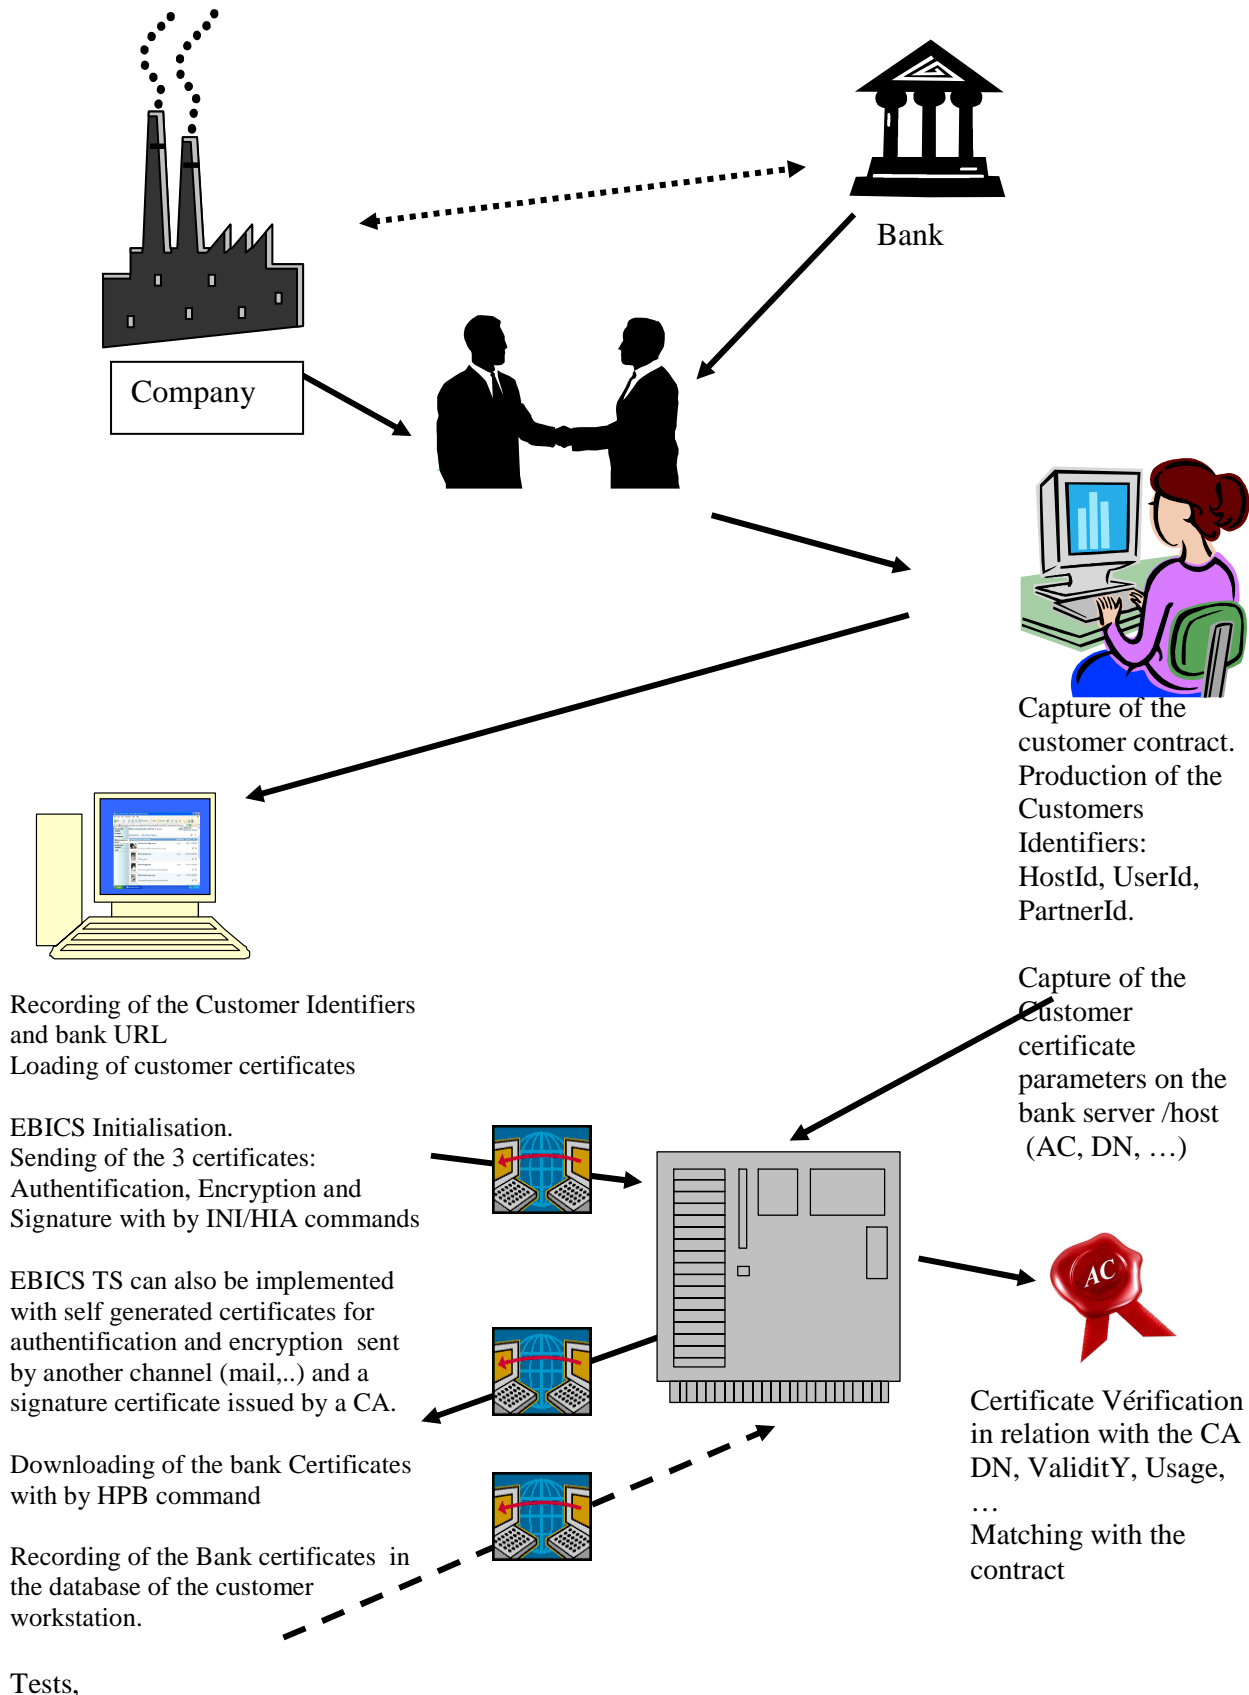 Bank
Company
Capture of the
customer contract.
Production of the
Customers
Identifiers:
HostId, UserId,
PartnerId.
Capture of the
Customer
certificate
parameters on the
bank server /host
(AC, DN, …)
Recording of the Customer Identifiers
and bank URL
Loading of customer certificates
EBICS Initialisation.
Sending of the 3 certificates:
Authentification, Encryption and
Signature with by INI/HIA commands
EBICS TS can also be implemented
with self generated certificates for
authentification and encryption  sent
by another channel (mail,..) and a
signature certificate issued by a CA.
Downloading of the bank Certificates
with by HPB command
Recording of the Bank certificates  in
the database of the customer
workstation.
Tests,
AC
Certificate Vérification
in relation with the CA
DN, ValiditY, Usage,
…
Matching with the
contract